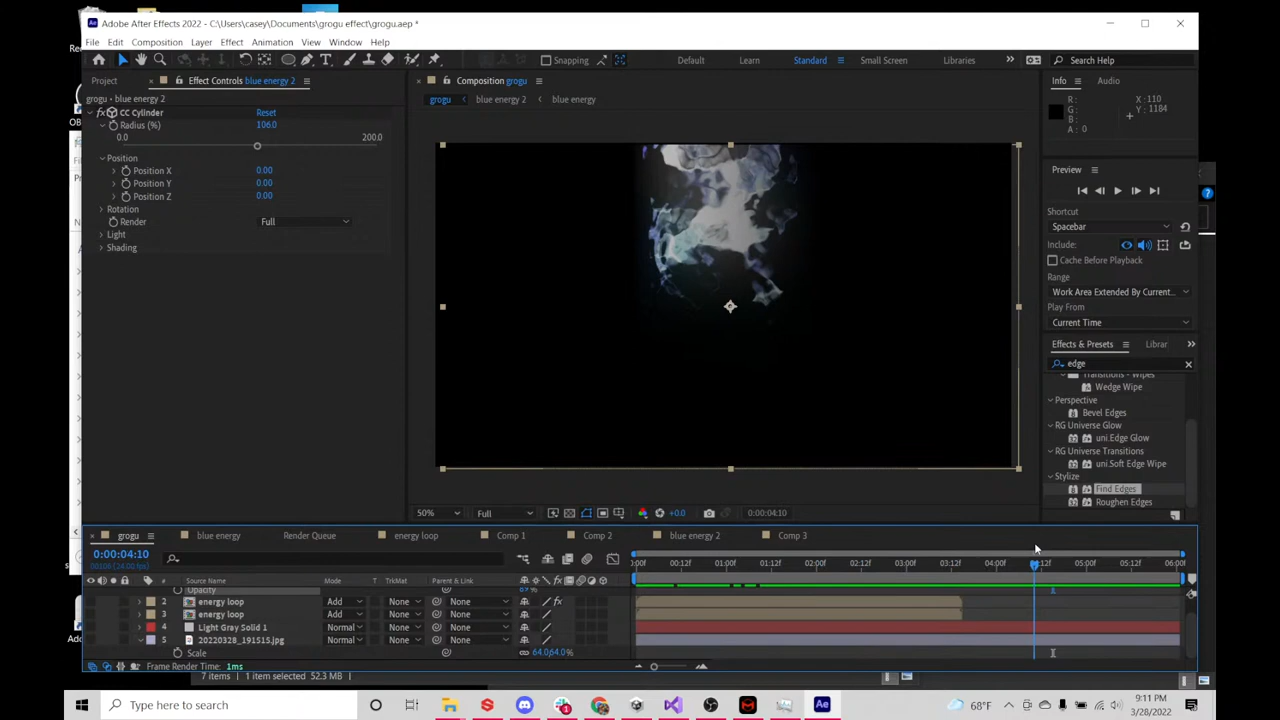 Adobe After Effects 2022 - C:\Users\casey\Documents\grogu effect\grogu.aep *
File Edit Composition Layer Effect Animation View Window Help
Snapping Default Learn Standard Small Screen Libraries Search Help
Project Effect Controls blue energy 2 Composition grogu Info Audio
grogu • blue energy 2
grogu blue energy 2 blue energy
CC Cylinder Reset
Radius (%) 106.0
0.0 200.0
Position
Position X 0.00
Position Y 0.00
Position Z 0.00
Rotation
Render Full
Light
Shading
R:
G:
B:
A: 0
X: 110
Y: 1184
Preview
Shortcut
Spacebar
Include:
Cache Before Playback
Range
Work Area Extended By Current...
Play From
Current Time
Effects & Presets Librar
edge
Transitions - Wipes
Wedge Wipe
Perspective
Bevel Edges
RG Universe Glow
uni.Edge Glow
RG Universe Transitions
uni.Soft Edge Wipe
Stylize
Find Edges
Roughen Edges
50% Full +0.0 0:00:04:10
grogu blue energy Render Queue energy loop Comp 1 Comp 2 blue energy 2 Comp 3
0:00:04:10
00106 (24.00 fps)
:00f 00:12f 01:00f 01:12f 02:00f 02:12f 03:00f 03:12f 04:00f 05:00f 05:12f 06:00f
# Source Name Mode T TrkMat Parent & Link
Opacity
2 energy loop Add None None
3 energy loop Add None None
4 Light Gray Solid 1 Normal None None
5 20220328_191515.jpg Normal None None
Scale 64.0,64.0%
Frame Render Time: 1ms
7 items 1 item selected 52.3 MB
Type here to search
68°F
9:11 PM
3/28/2022